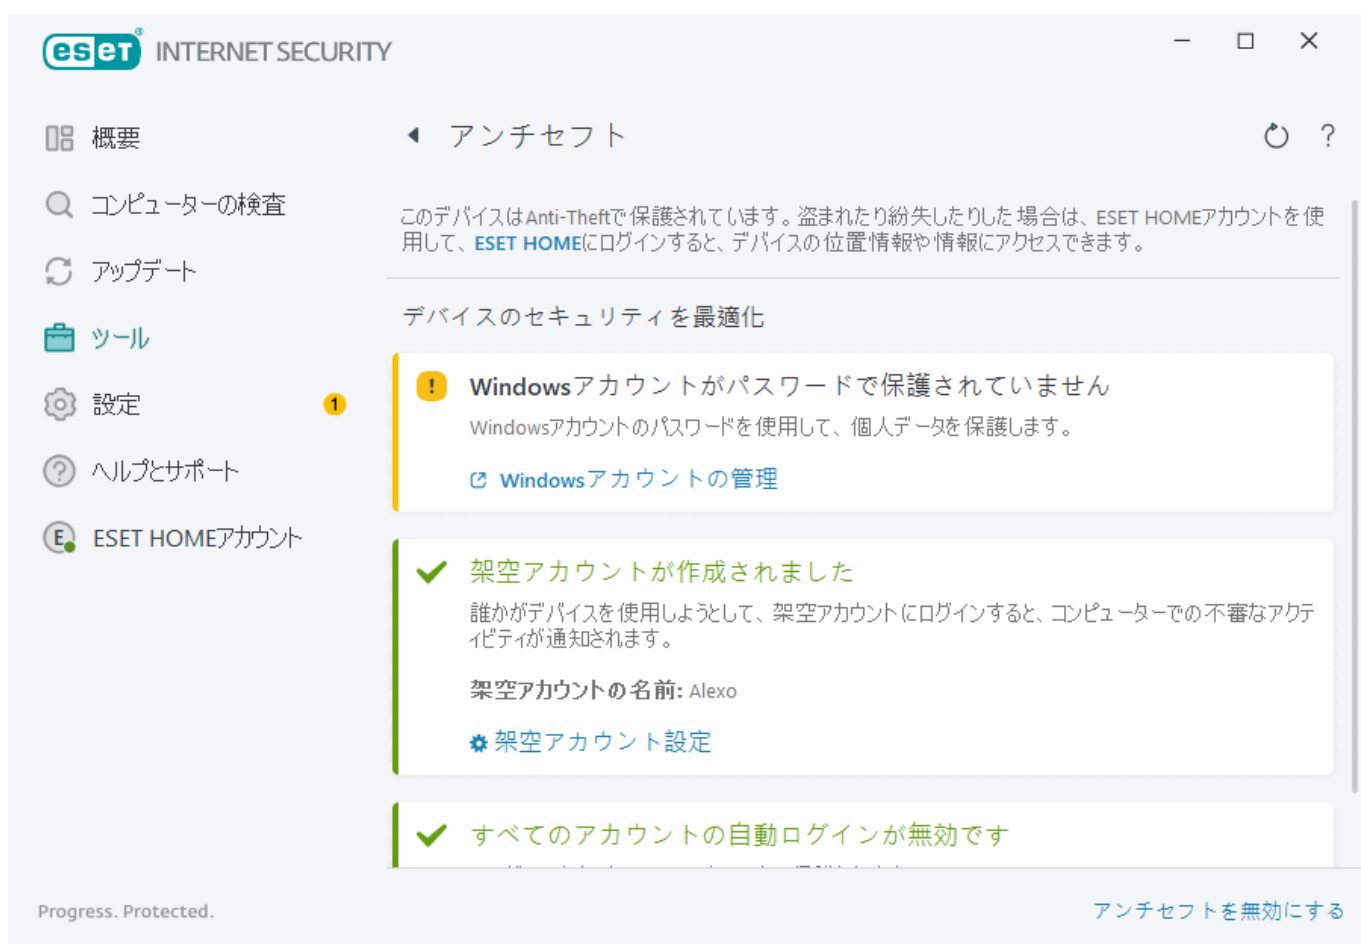 eset® INTERNET SECURITY
概要
コンピューターの検査
アップデート
ツール
設定 1
ヘルプとサポート
E ESET HOMEアカウント
アンチセフト ?
このデバイスはAnti-Theftで保護されています。盗まれたり紛失したりした場合は、ESET HOMEアカウントを使
用して、ESET HOMEにログインすると、デバイスの位置情報や情報にアクセスできます。
デバイスのセキュリティを最適化
Windowsアカウントがパスワードで保護されていません
Windowsアカウントのパスワードを使用して、個人データを保護します。
Windowsアカウントの管理
架空アカウントが作成されました
誰かがデバイスを使用しようとして、架空アカウントにログインすると、コンピューターでの不審なアクテ
ィビティが通知されます。
架空アカウントの名前: Alexo
架空アカウント設定
すべてのアカウントの自動ログインが無効です
Progress. Protected.
アンチセフトを無効にする